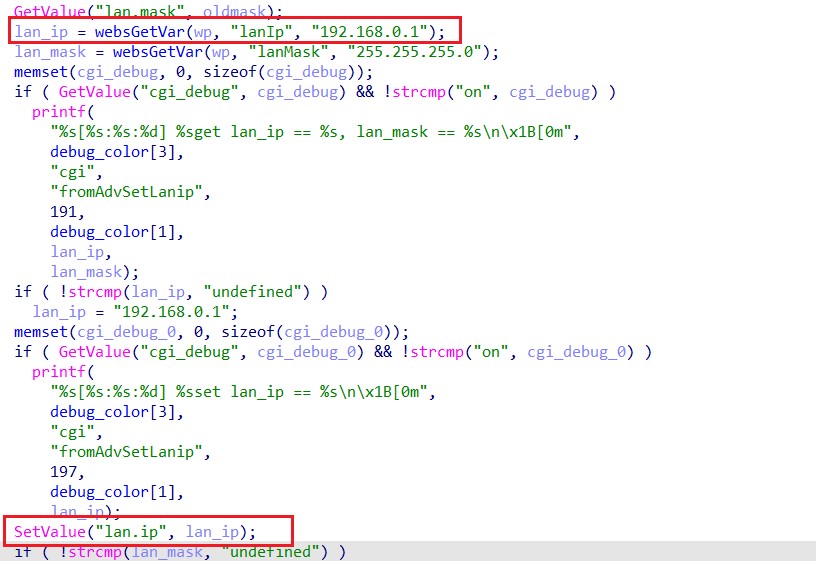 GetValue("lan.mask", oldmask);
lan_ip = websGetVar(wp, "lanIp", "192.168.0.1");
lan_mask = websGetVar(wp, "lanMask", "255.255.255.0");
memset(cgi_debug, 0, sizeof(cgi_debug));
if ( GetValue("cgi_debug", cgi_debug) && !strcmp("on", cgi_debug) )
printf(
"%s[%s:%s:%d] %sget lan_ip == %s, lan_mask == %s\n\x1B[0m",
debug_color[3],
"cgi",
"fromAdvSetLanip",
191,
debug_color[1],
lan_ip,
lan_mask);
if ( !strcmp(lan_ip, "undefined") )
lan_ip = "192.168.0.1";
memset(cgi_debug_0, 0, sizeof(cgi_debug_0));
if ( GetValue("cgi_debug", cgi_debug_0) && !strcmp("on", cgi_debug_0) )
printf(
"%s[%s:%s:%d] %sset lan_ip == %s\n\x1B[0m",
debug_color[3],
"cgi",
"fromAdvSetLanip",
197,
debug_color[1],
lan_ip);
SetValue("lan.ip", lan_ip);
if ( !strcmp(lan_mask, "undefined") )